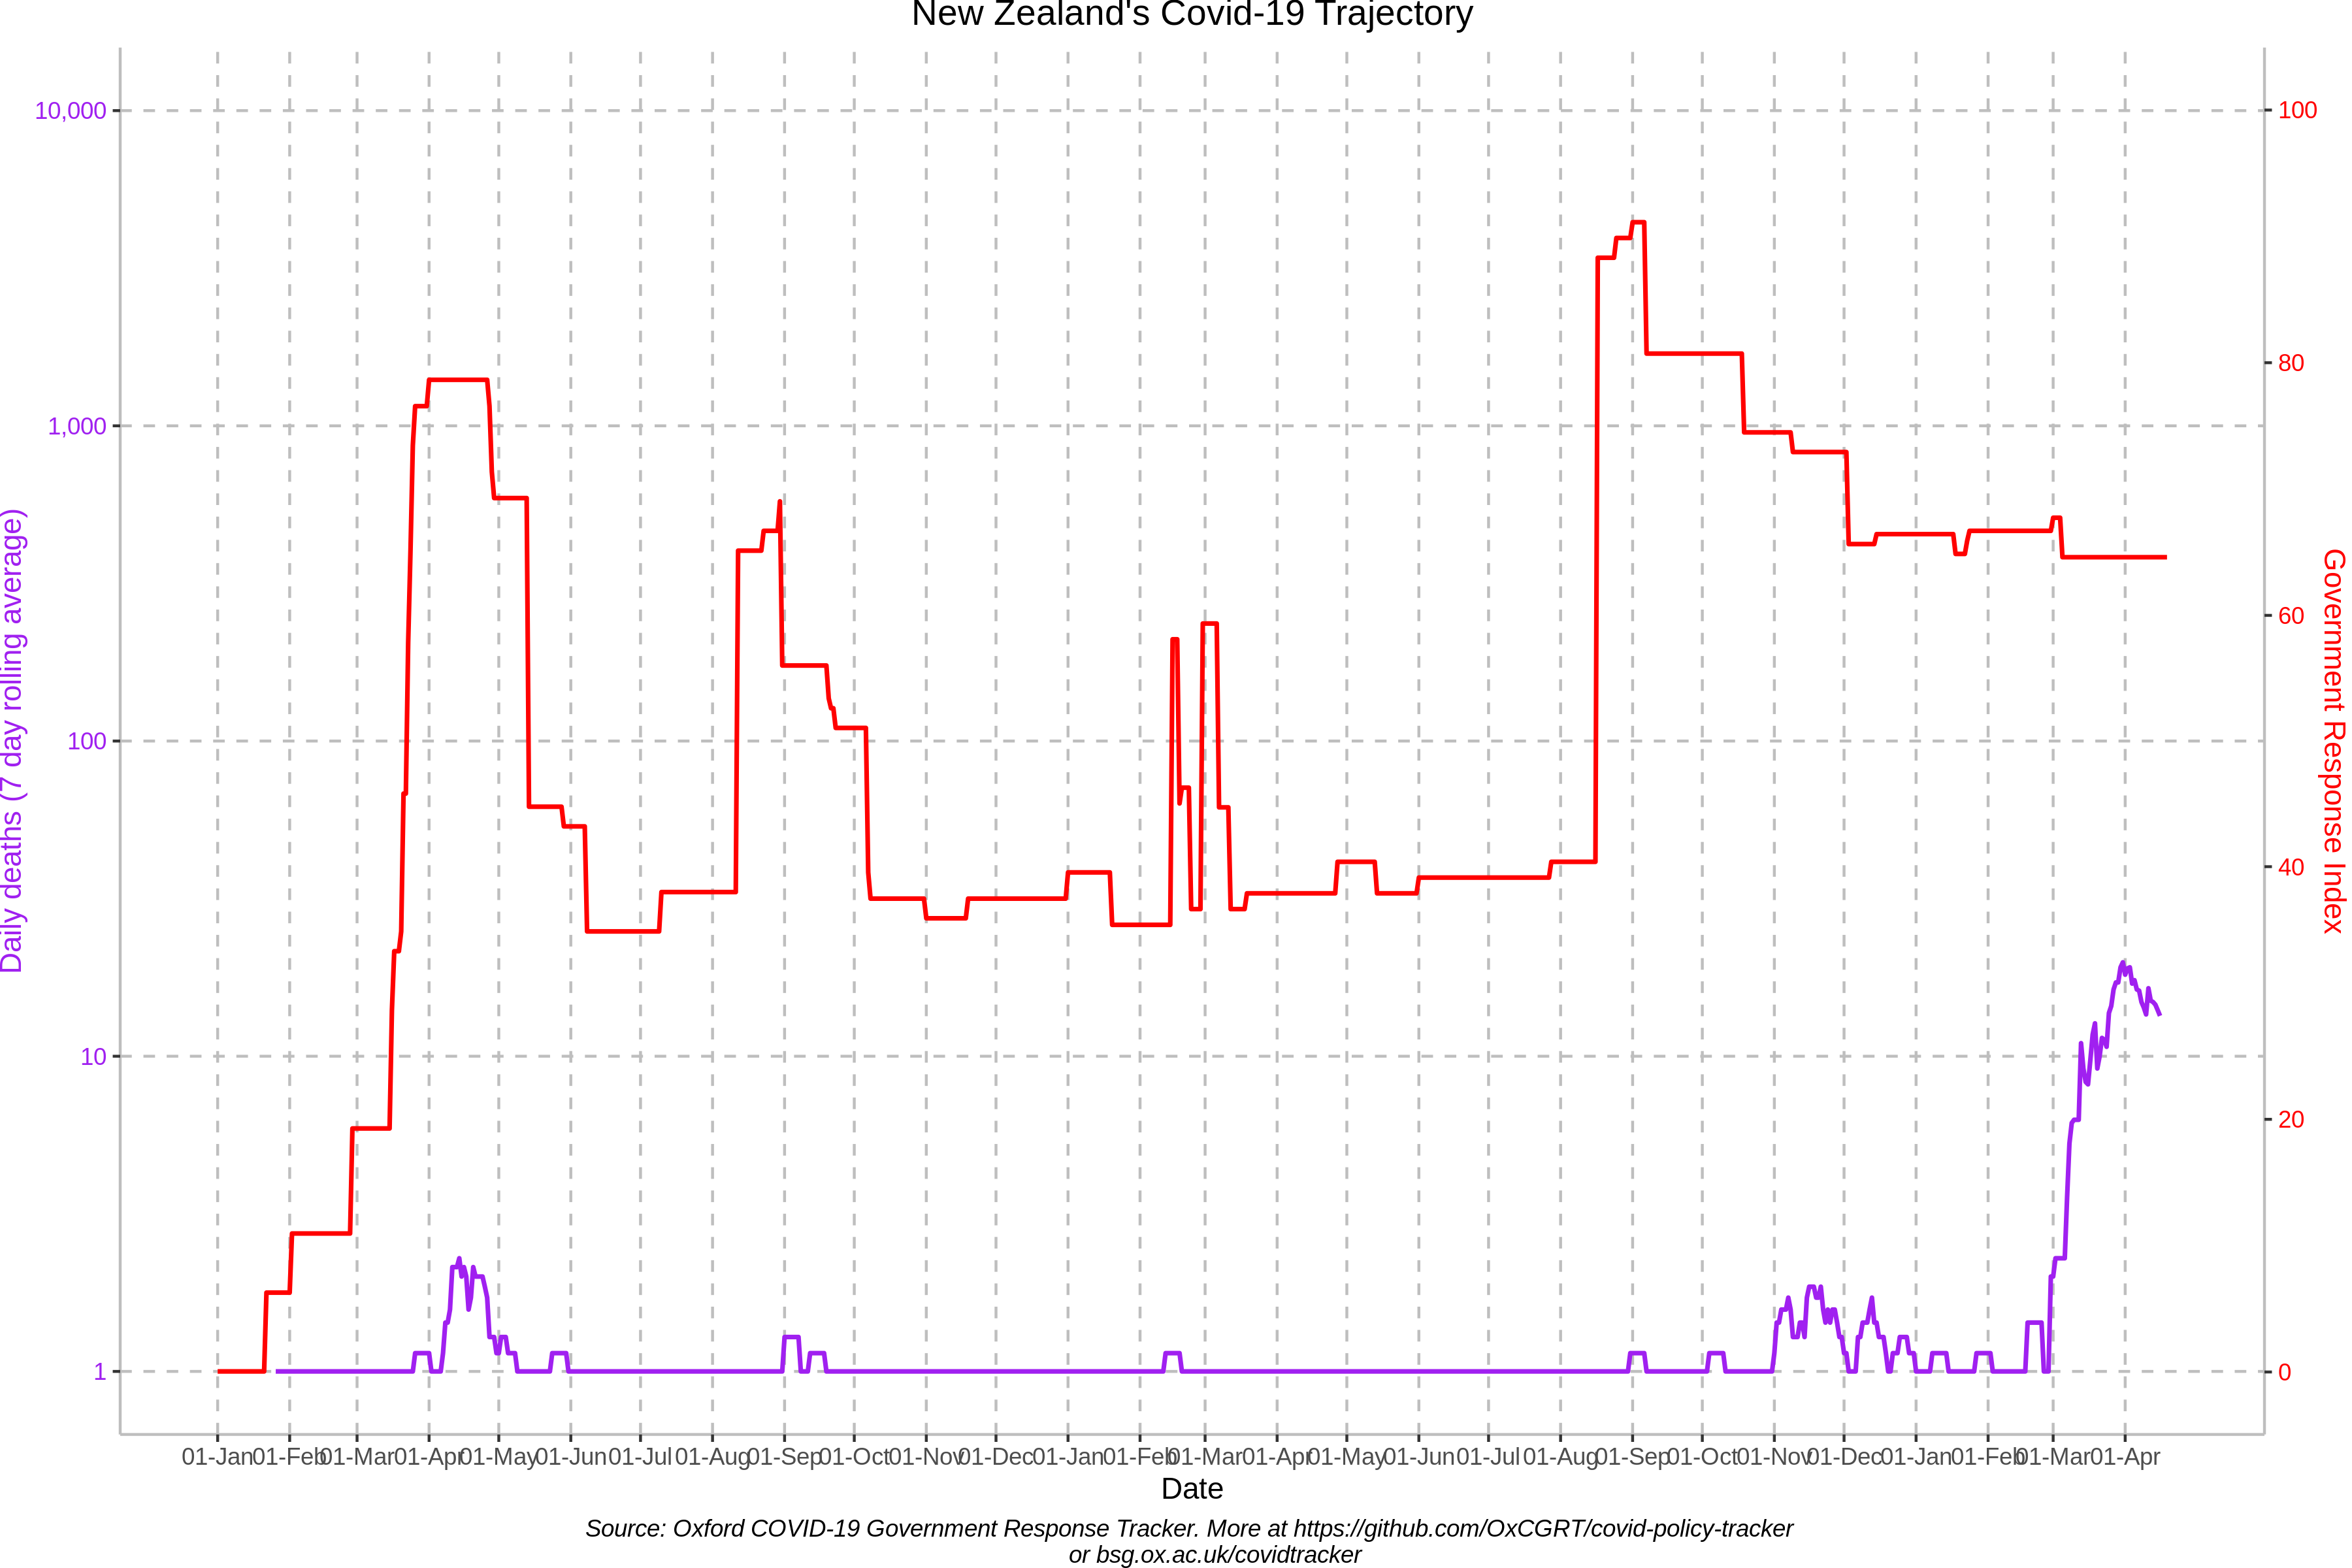 New Zealand's Covid-19 Trajectory
10,000
1,000
100
10
1
Daily deaths (7 day rolling average)
100
80
60
40
20
0
Government Response Index
01-Jan 01-Feb 01-Mar 01-Apr 01-May 01-Jun 01-Jul 01-Aug 01-Sep 01-Oct 01-Nov 01-Dec 01-Jan 01-Feb 01-Mar 01-Apr 01-May 01-Jun 01-Jul 01-Aug 01-Sep 01-Oct 01-Nov 01-Dec 01-Jan 01-Feb 01-Mar 01-Apr
Date
Source: Oxford COVID-19 Government Response Tracker. More at https://github.com/OxCGRT/covid-policy-tracker
or bsg.ox.ac.uk/covidtracker